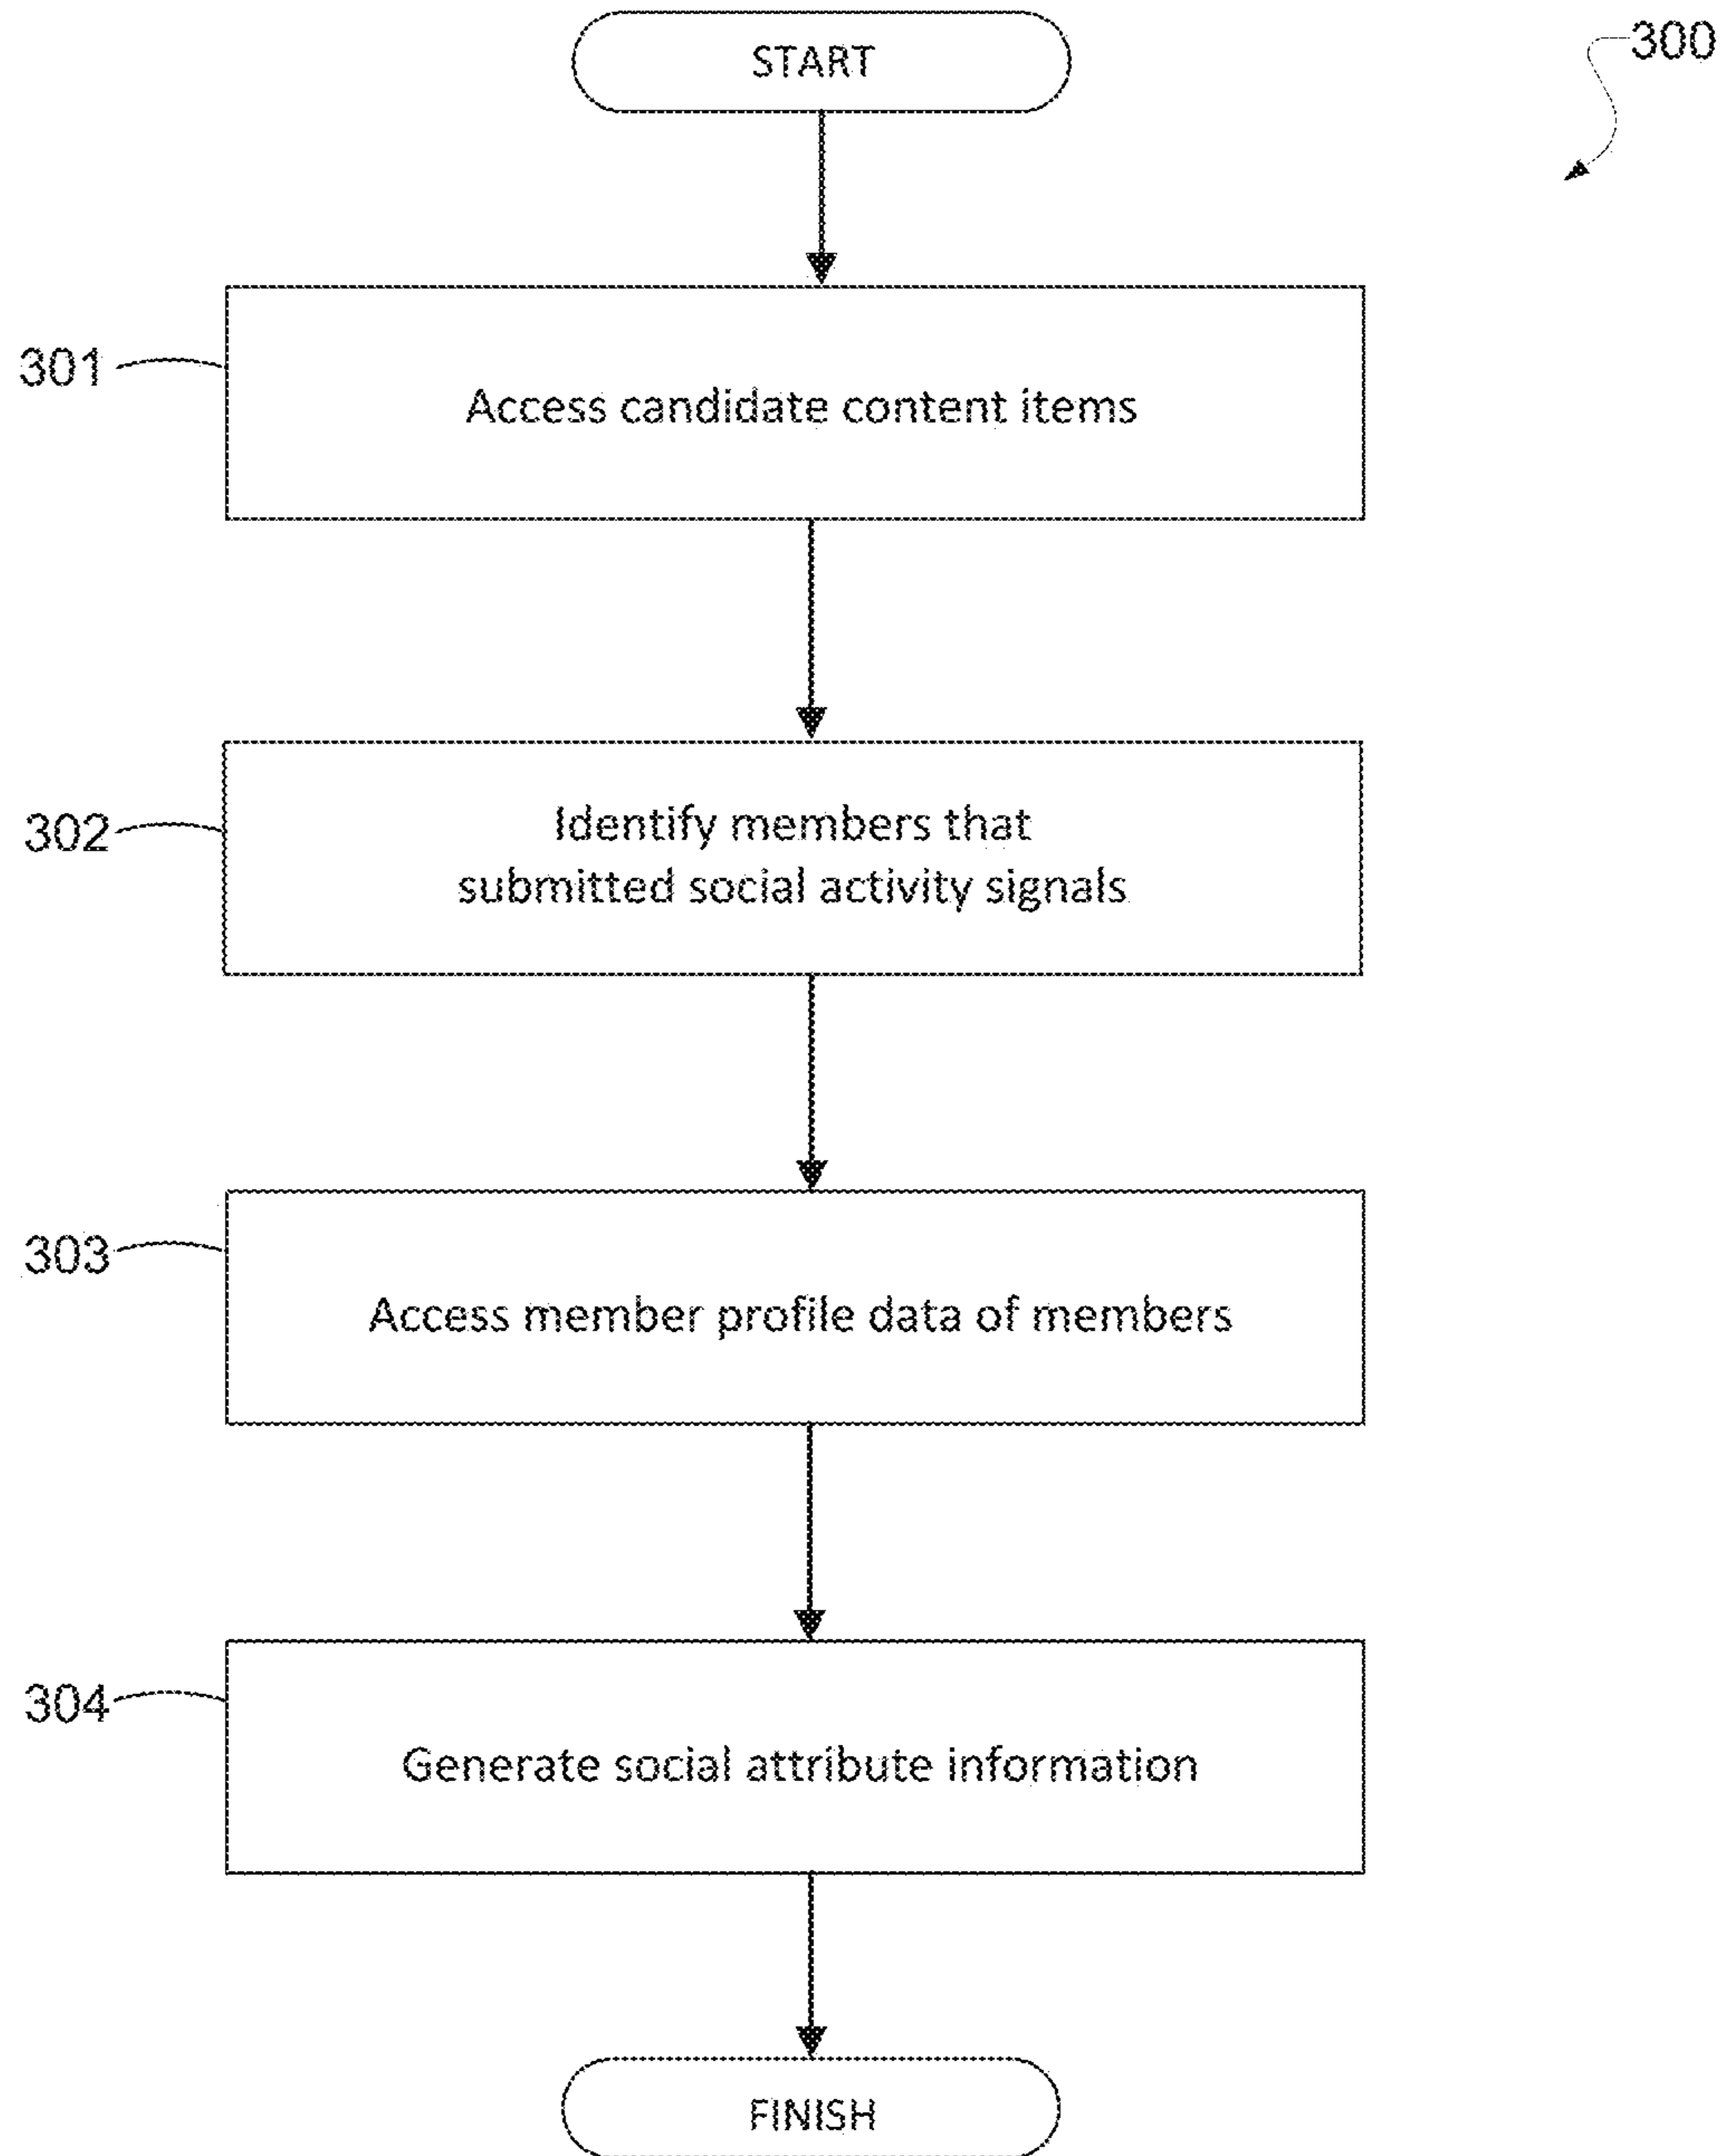 START
300
301
Access candidate content items
302
Identify members that
submitted social activity signals
303
Access member profile data of members
304
Generate social attribute information
FINISH